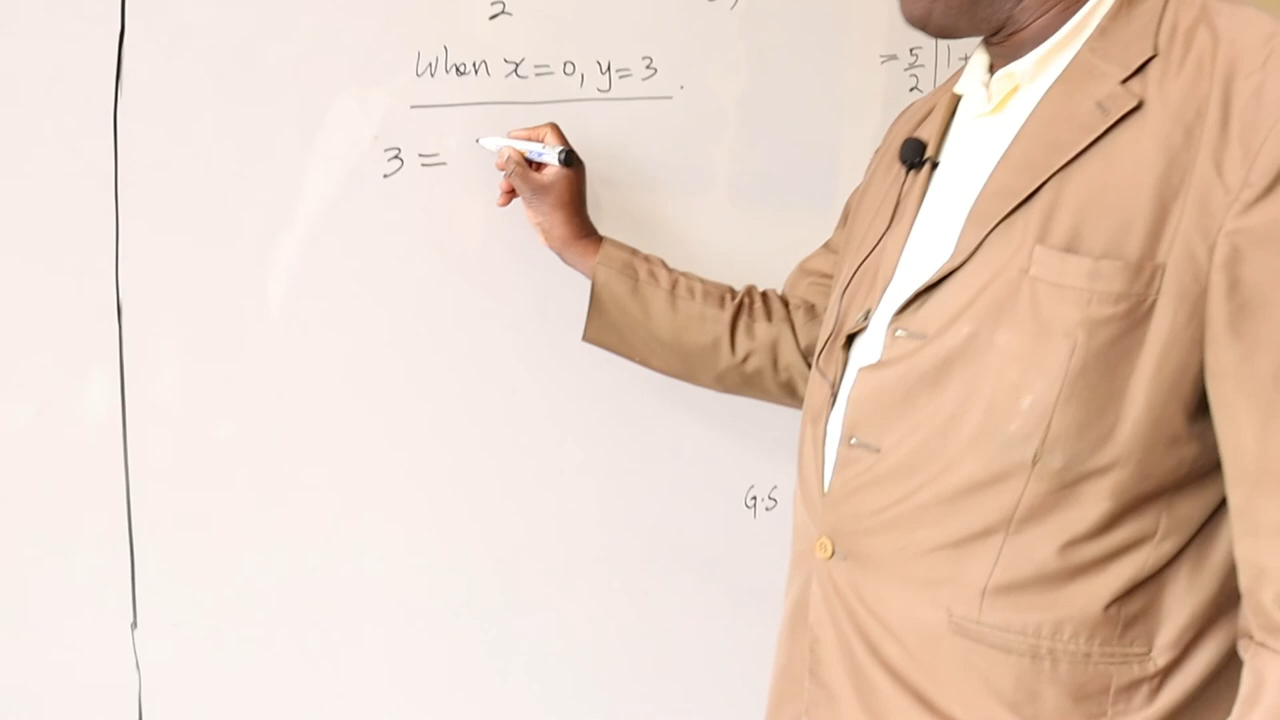 2
When x=0, y=3.
= 5/2 | 1+
3 =
G.S